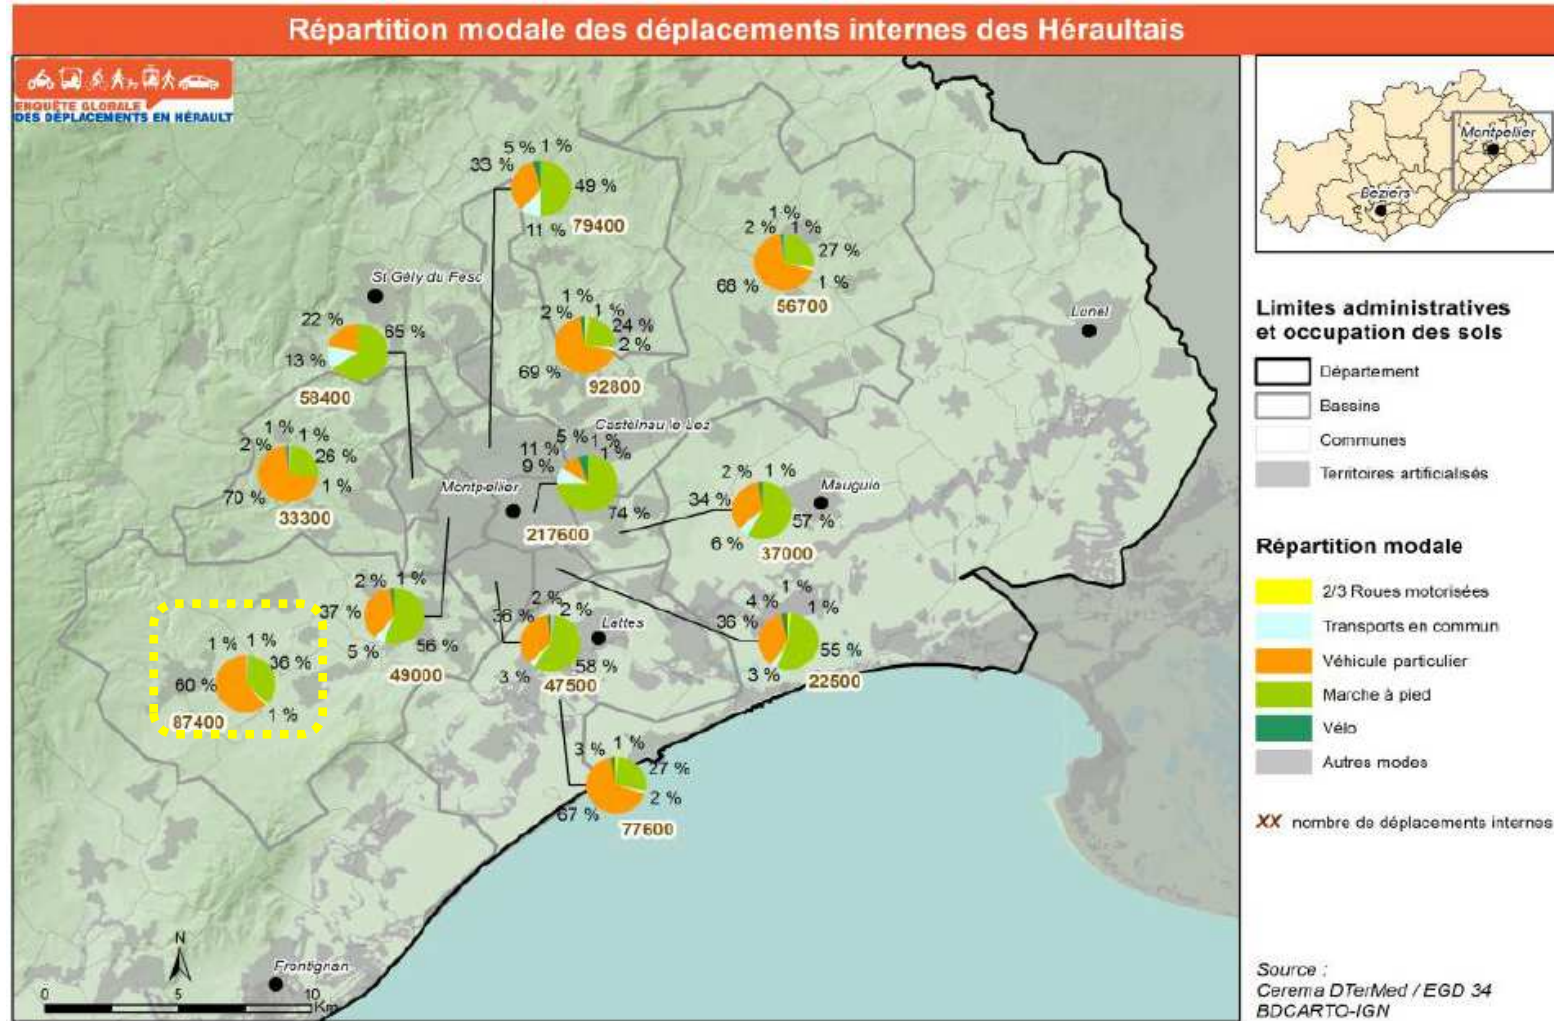 Répartition modale des déplacements internes des Héraultais
ENQUÊTE GLOBALE
DES DÉPLACEMENTS EN HÉRAULT
5 % 1 %
33 %
49 %
11 %
79400
St Gély du Fesc
22 %
65 %
13 %
58400
1 %
2 % 1 %
27 %
68 %
1 %
56700
Lunel
1 %
2 % 1 %
24 %
2 %
69 %
92800
1 % 1 %
2 %
26 %
1 %
70 %
33300
Castelnau le Lez
5 % 1 %
11 % 1 %
9 %
74 %
217600
Montpellier
2 % 1 %
34 %
57 %
6 %
37000
Mauguio
2 % 1 %
37 %
56 %
5 %
49000
2 %
36 % 2 %
58 %
3 %
47500
Lattes
1 %
4 % 1 %
36 %
55 %
3 %
22500
1 % 1 %
36 %
60 %
1 %
87400
3 % 1 %
27 %
2 %
67 %
77600
Frontignan
N
0 5 10
Km
Montpellier
Béziers
Limites administratives
et occupation des sols
Département
Bassins
Communes
Territoires artificialisés
Répartition modale
2/3 Roues motorisées
Transports en commun
Véhicule particulier
Marche à pied
Vélo
Autres modes
XX nombre de déplacements internes
Source :
Cerema DTerMed / EGD 34
BDCARTO-IGN